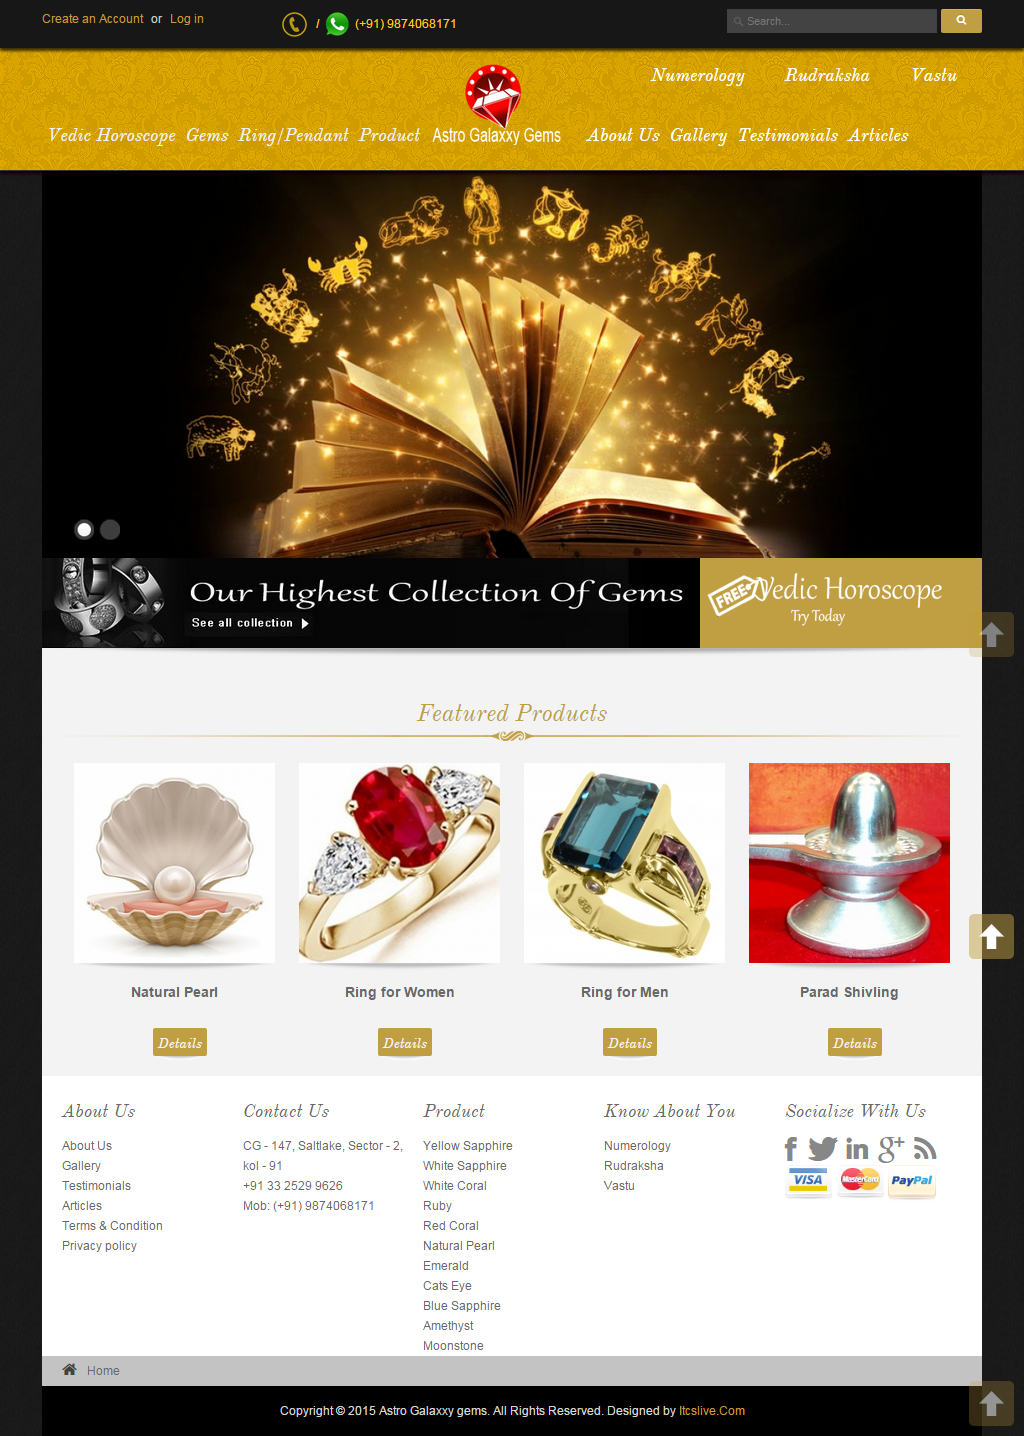 Create an Account or Log in
/ (+91) 9874068171
Search...
Numerology Rudraksha Vastu
Vedic Horoscope Gems Ring/Pendant Product
Astro Galaxxy Gems
About Us Gallery Testimonials Articles
Our Highest Collection Of Gems
See all collection
FREE
Vedic Horoscope
Try Today
Featured Products
Natural Pearl
Ring for Women
Ring for Men
Parad Shivling
Details
Details
Details
Details
About Us
About Us
Gallery
Testimonials
Articles
Terms & Condition
Privacy policy
Contact Us
CG - 147, Saltlake, Sector - 2,
kol - 91
+91 33 2529 9626
Mob: (+91) 9874068171
Product
Yellow Sapphire
White Sapphire
White Coral
Ruby
Red Coral
Natural Pearl
Emerald
Cats Eye
Blue Sapphire
Amethyst
Moonstone
Know About You
Numerology
Rudraksha
Vastu
Socialize With Us
VISA
MasterCard
PayPal
Home
Copyright © 2015 Astro Galaxxy gems. All Rights Reserved. Designed by Itcslive.Com